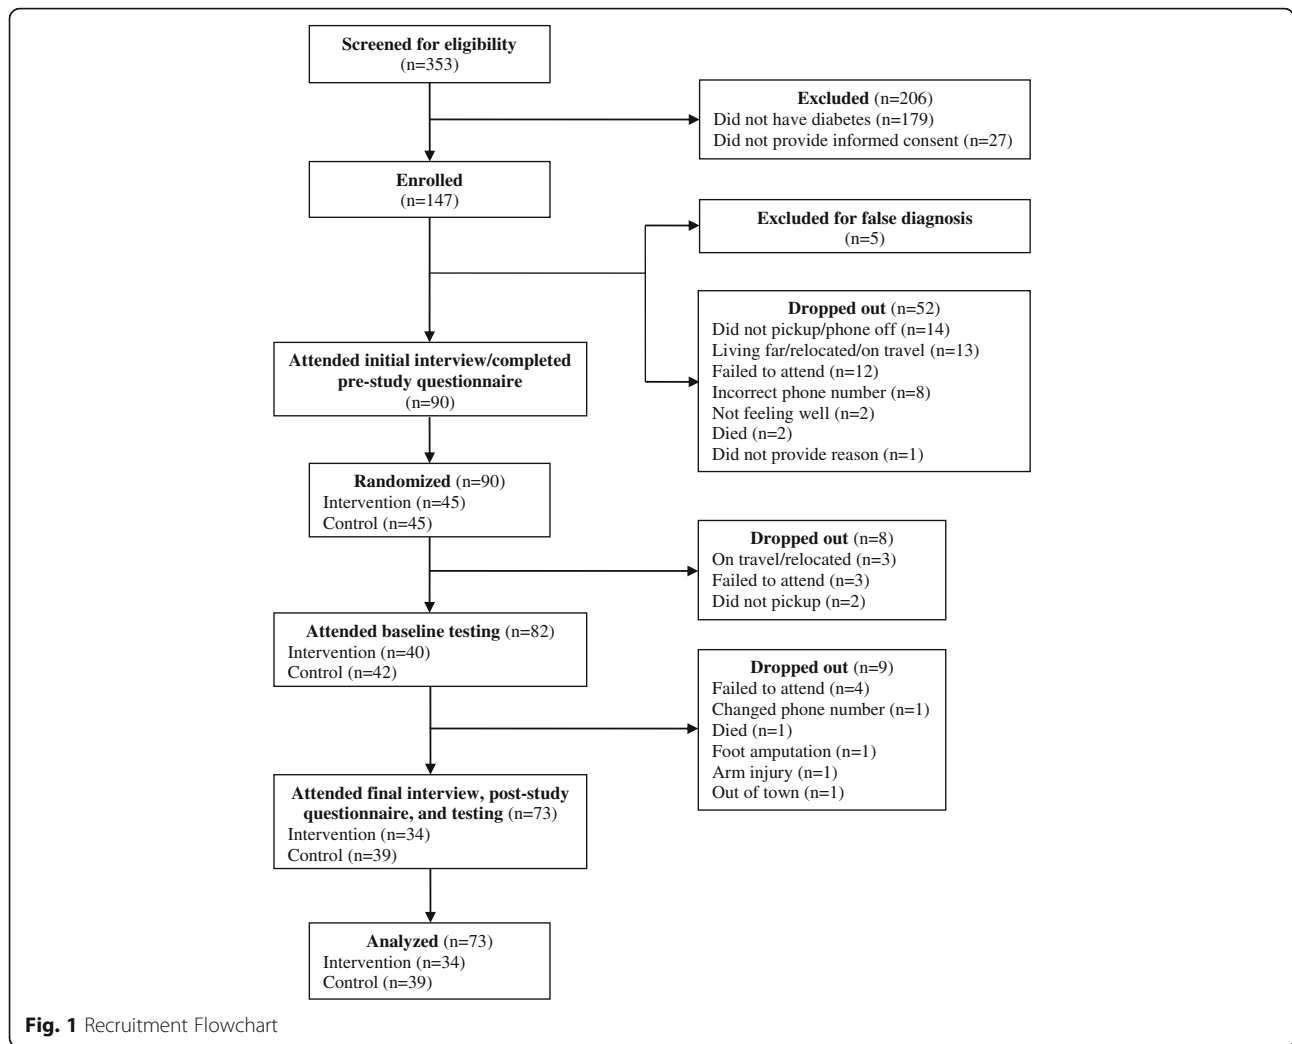 Screened for eligibility
(n=353)
Excluded (n=206)
Did not have diabetes (n=179)
Did not provide informed consent (n=27)
Enrolled
(n=147)
Excluded for false diagnosis
(n=5)
Dropped out (n=52)
Did not pickup/phone off (n=14)
Living far/relocated/on travel (n=13)
Failed to attend (n=12)
Incorrect phone number (n=8)
Not feeling well (n=2)
Died (n=2)
Did not provide reason (n=1)
Attended initial interview/completed
pre-study questionnaire
(n=90)
Randomized (n=90)
Intervention (n=45)
Control (n=45)
Dropped out (n=8)
On travel/relocated (n=3)
Failed to attend (n=3)
Did not pickup (n=2)
Attended baseline testing (n=82)
Intervention (n=40)
Control (n=42)
Dropped out (n=9)
Failed to attend (n=4)
Changed phone number (n=1)
Died (n=1)
Foot amputation (n=1)
Arm injury (n=1)
Out of town (n=1)
Attended final interview, post-study
questionnaire, and testing (n=73)
Intervention (n=34)
Control (n=39)
Analyzed (n=73)
Intervention (n=34)
Control (n=39)
Fig. 1 Recruitment Flowchart